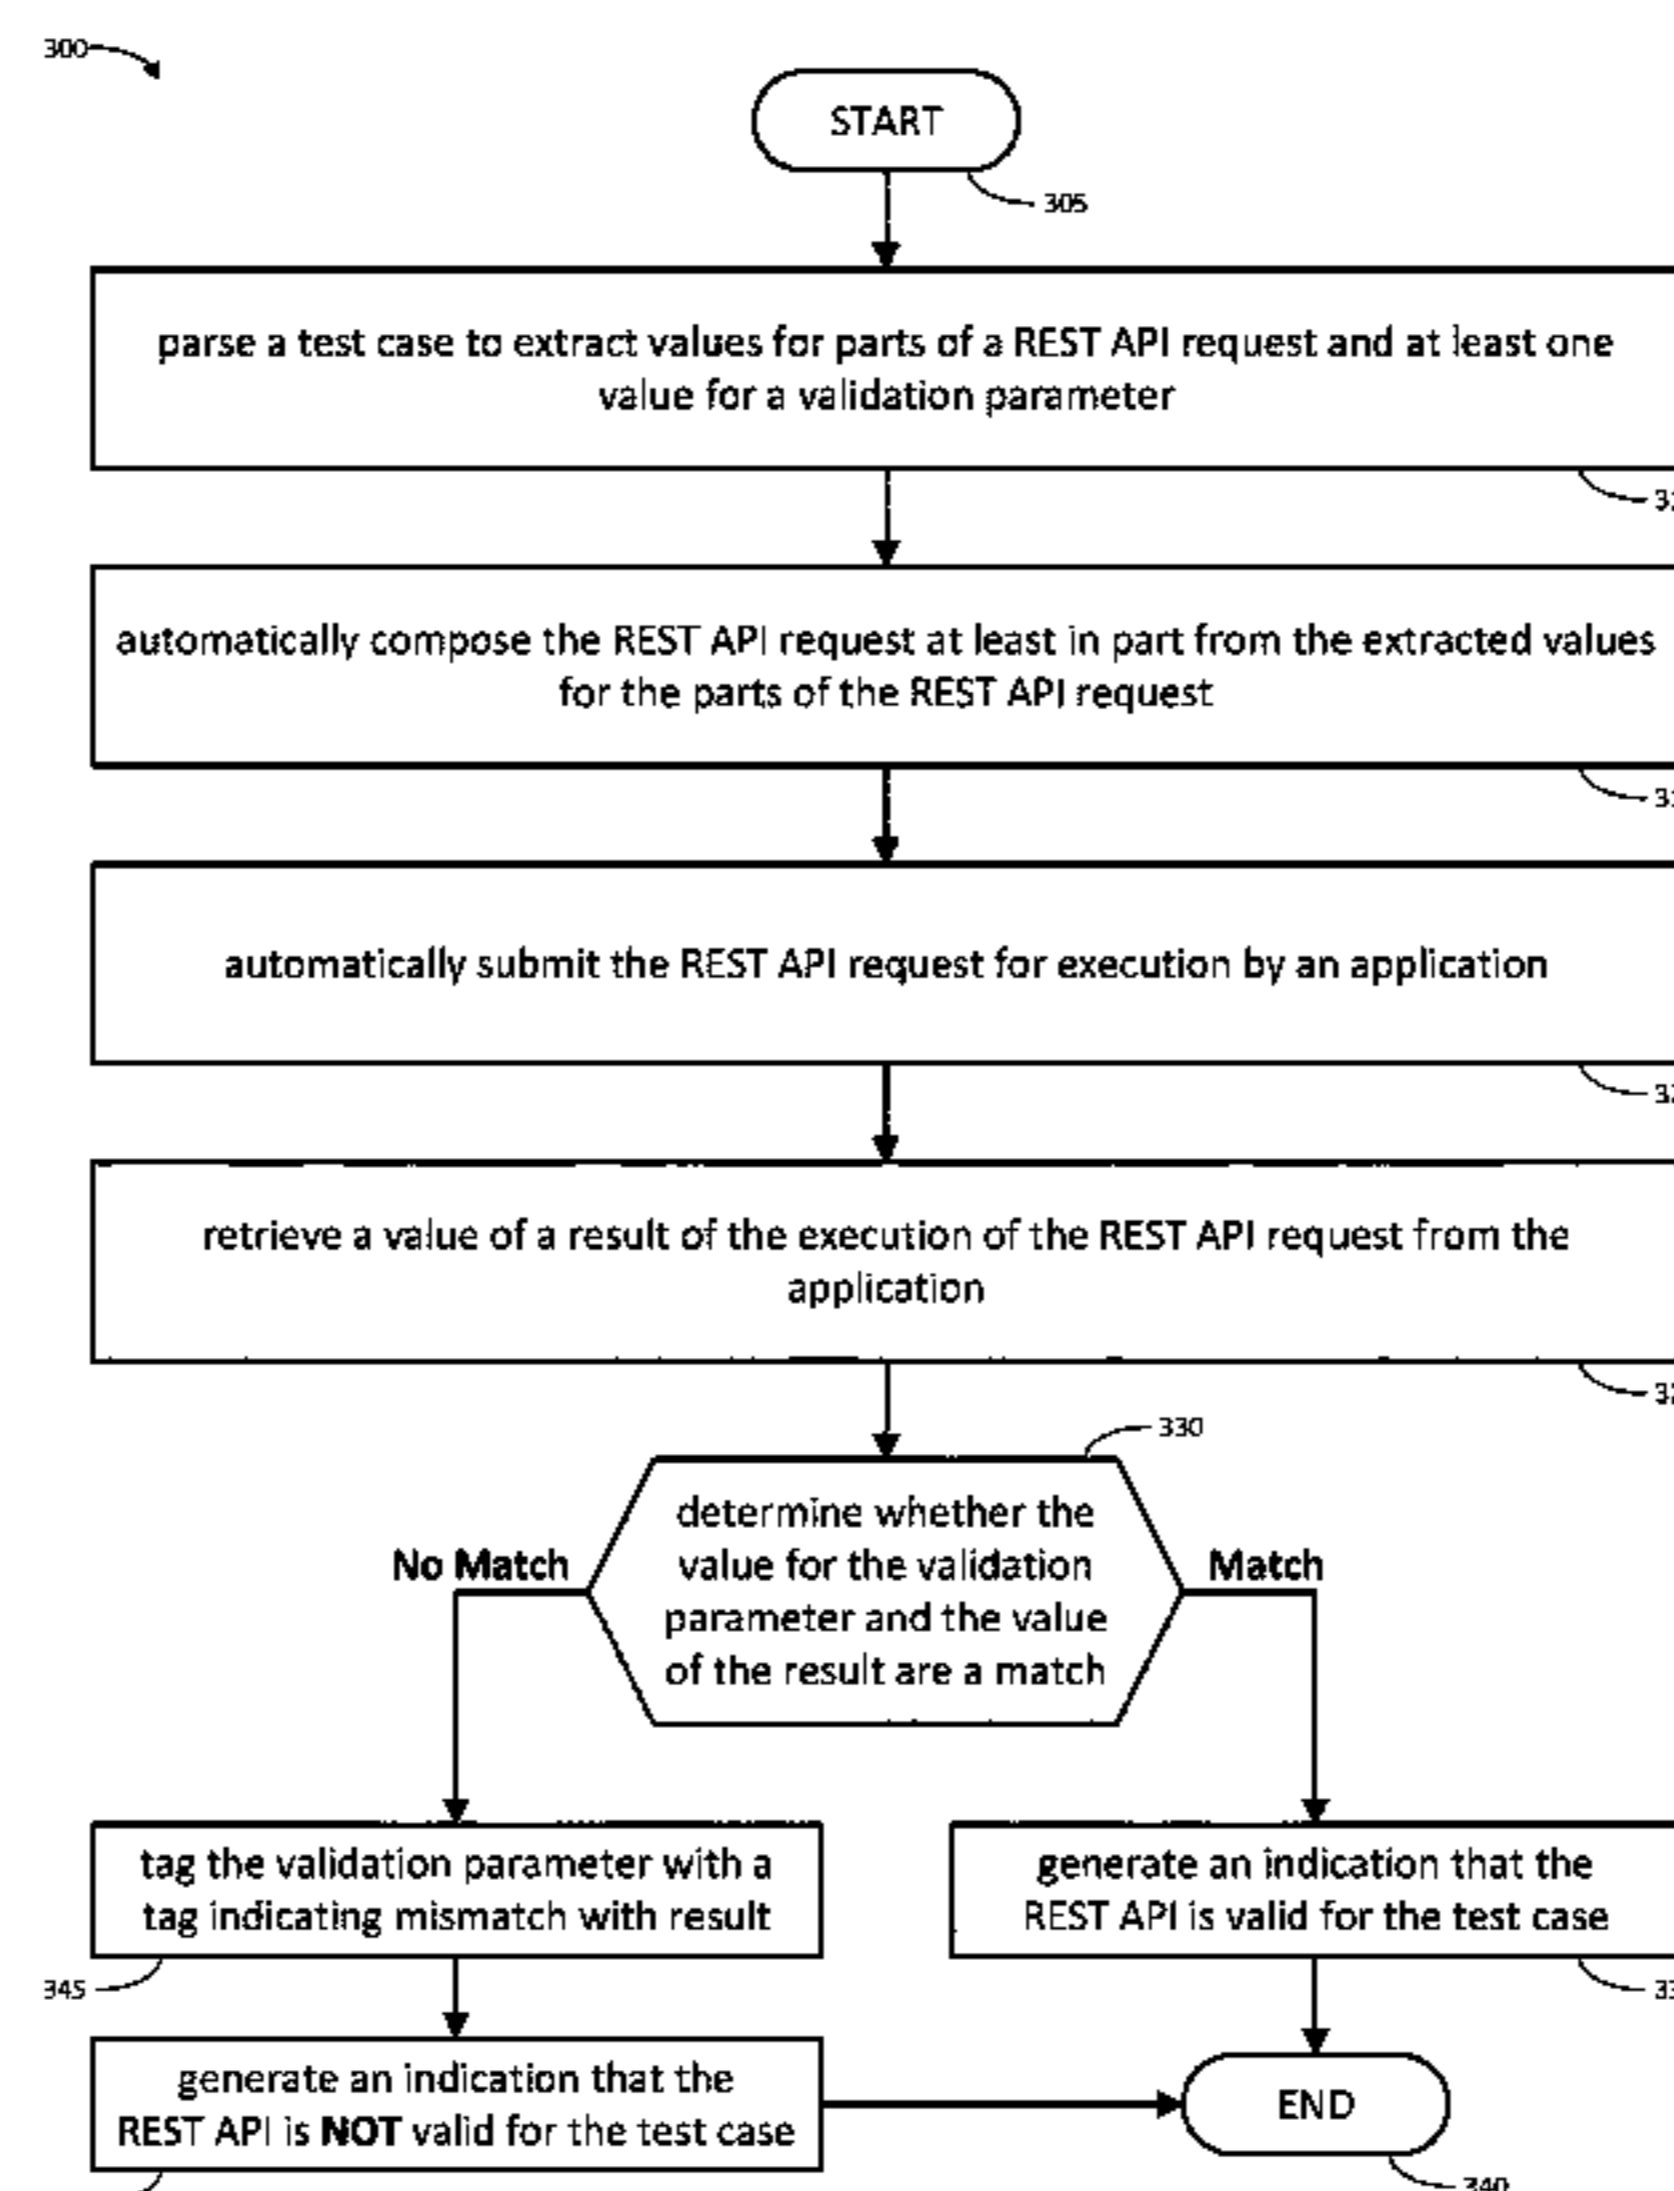 300
START
305
parse a test case to extract values for parts of a REST API request and at least one
value for a validation parameter
automatically compose the REST API request at least in part from the extracted values
for the parts of the REST API request
automatically submit the REST API request for execution by an application
retrieve a value of a result of the execution of the REST API request from the
application
330
determine whether the
value for the validation
parameter and the value
of the result are a match
No Match
Match
tag the validation parameter with a
tag indicating mismatch with result
generate an indication that the
REST API is valid for the test case
345
generate an indication that the
REST API is NOT valid for the test case
END
340